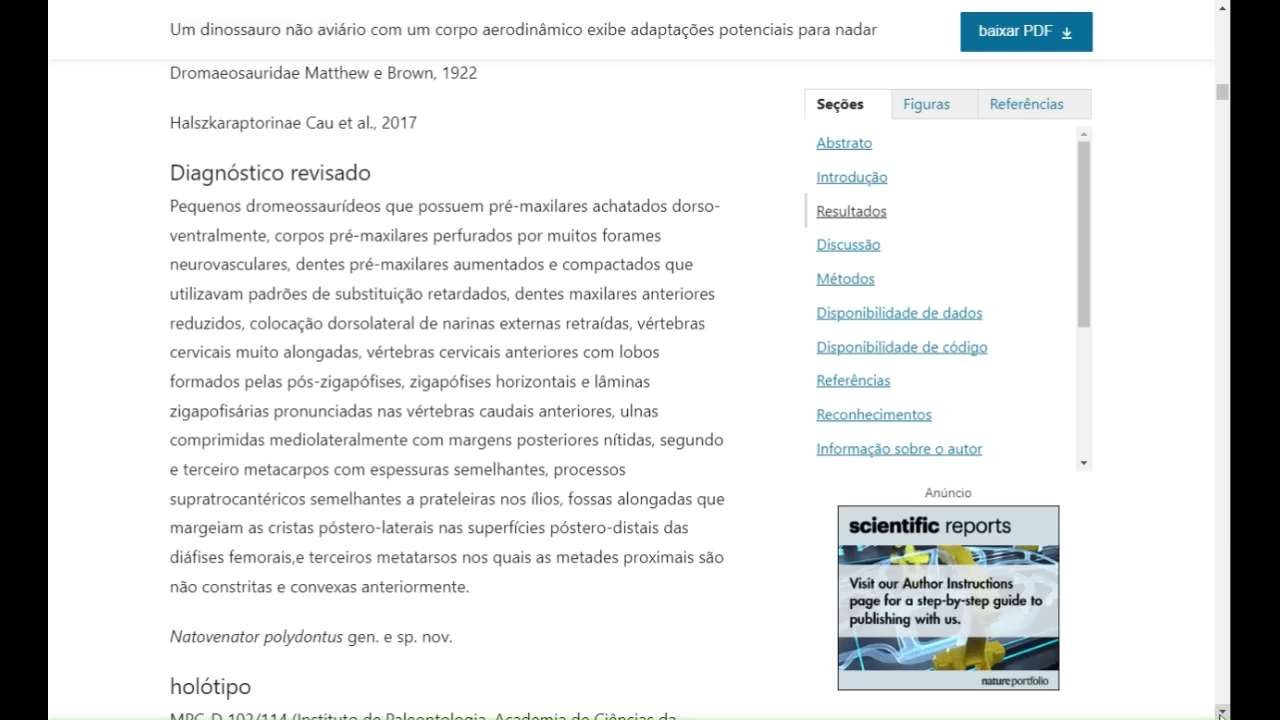 Um dinossauro não aviário com um corpo aerodinâmico exibe adaptações potenciais para nadar
baixar PDF
Dromaeosauridae Matthew e Brown, 1922
Halszkaraptorinae Cau et al., 2017
Diagnóstico revisado
Pequenos dromeossaurídeos que possuem pré-maxilares achatados dorso-
ventralmente, corpos pré-maxilares perfurados por muitos forames
neurovasculares, dentes pré-maxilares aumentados e compactados que
utilizavam padrões de substituição retardados, dentes maxilares anteriores
reduzidos, colocação dorsolateral de narinas externas retraídas, vértebras
cervicais muito alongadas, vértebras cervicais anteriores com lobos
formados pelas pós-zigapófises, zigapófises horizontais e lâminas
zigapofisárias pronunciadas nas vértebras caudais anteriores, ulnas
comprimidas mediolateralmente com margens posteriores nítidas, segundo
e terceiro metacarpos com espessuras semelhantes, processos
supratrocantéricos semelhantes a prateleiras nos ílios, fossas alongadas que
margeiam as cristas póstero-laterais nas superfícies póstero-distais das
diáfises femorais,e terceiros metatarsos nos quais as metades proximais são
não constritas e convexas anteriormente.
Natovenator polydontus gen. e sp. nov.
holótipo
MPC-D 102/114 (Instituto de Paleontologia, Academia de Ciências da
Seções
Figuras
Referências
Abstrato
Introdução
Resultados
Discussão
Métodos
Disponibilidade de dados
Disponibilidade de código
Referências
Reconhecimentos
Informação sobre o autor
Anúncio
scientific reports
Visit our Author Instructions
page for a step-by-step guide to
publishing with us.
natureportfolio